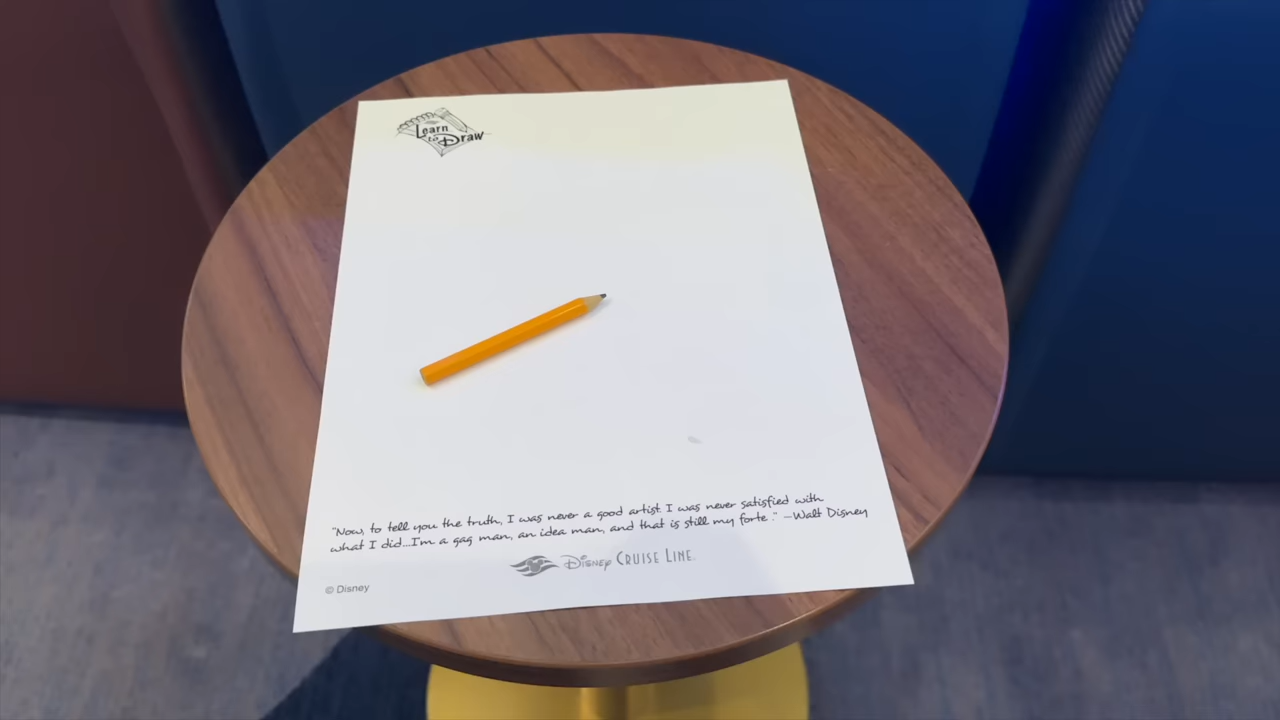 Learn
to Draw
"Now, to tell you the truth, I was never a good artist. I was never satisfied with
what I did...I'm a gag man, an idea man, and that is still my forte." —Walt Disney
Disney CRUISE LINE.
© Disney